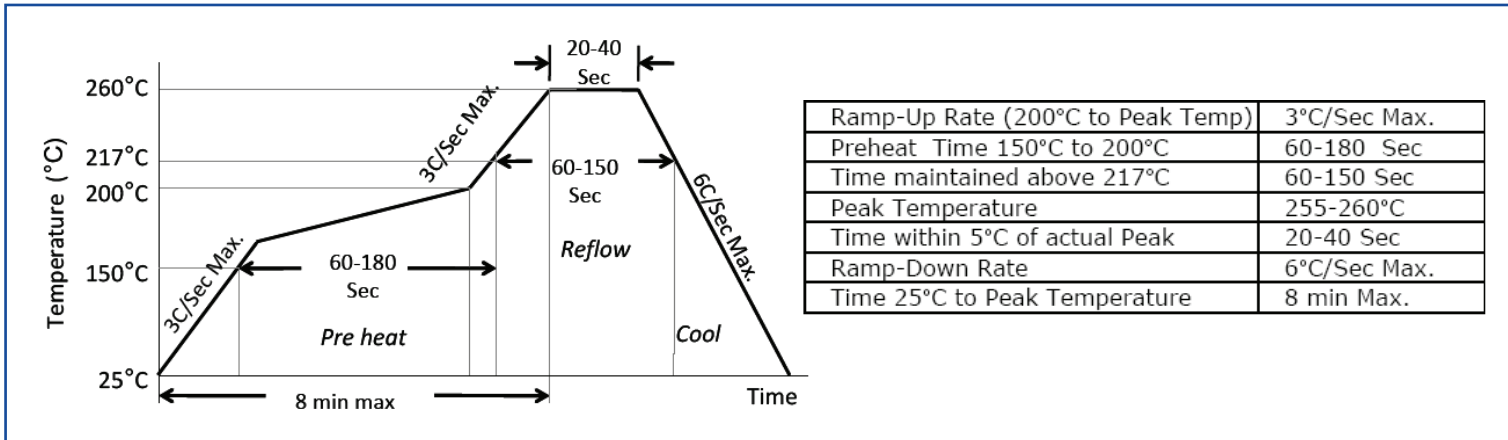 20-40
Sec
260°C
217°C
200°C
150°C
25°C
Temperature (°C)
3C/Sec Max.
3C/Sec Max.
60-150
Sec
6C/Sec Max.
Reflow
60-180
Sec
Pre heat
Cool
8 min max
Time
Ramp-Up Rate (200°C to Peak Temp) 3°C/Sec Max.
Preheat Time 150°C to 200°C 60-180 Sec
Time maintained above 217°C 60-150 Sec
Peak Temperature 255-260°C
Time within 5°C of actual Peak 20-40 Sec
Ramp-Down Rate 6°C/Sec Max.
Time 25°C to Peak Temperature 8 min Max.